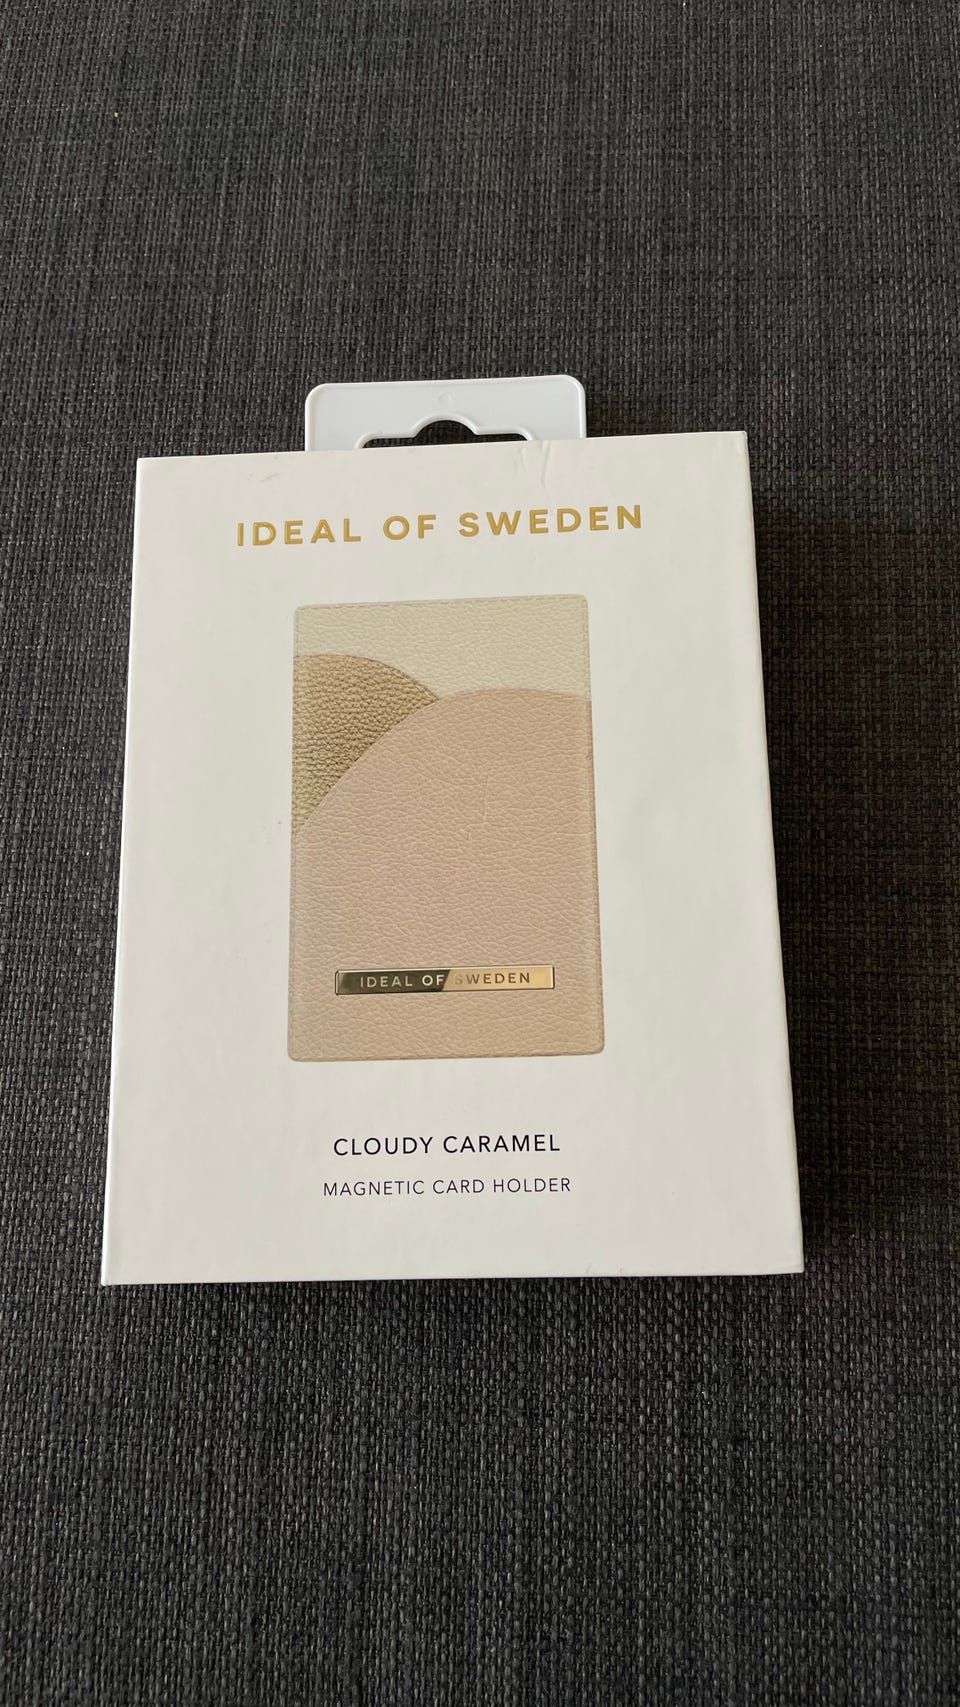 IDEAL OF SWEDEN
IDEAL OF SWEDEN
CLOUDY CARAMEL
MAGNETIC CARD HOLDER